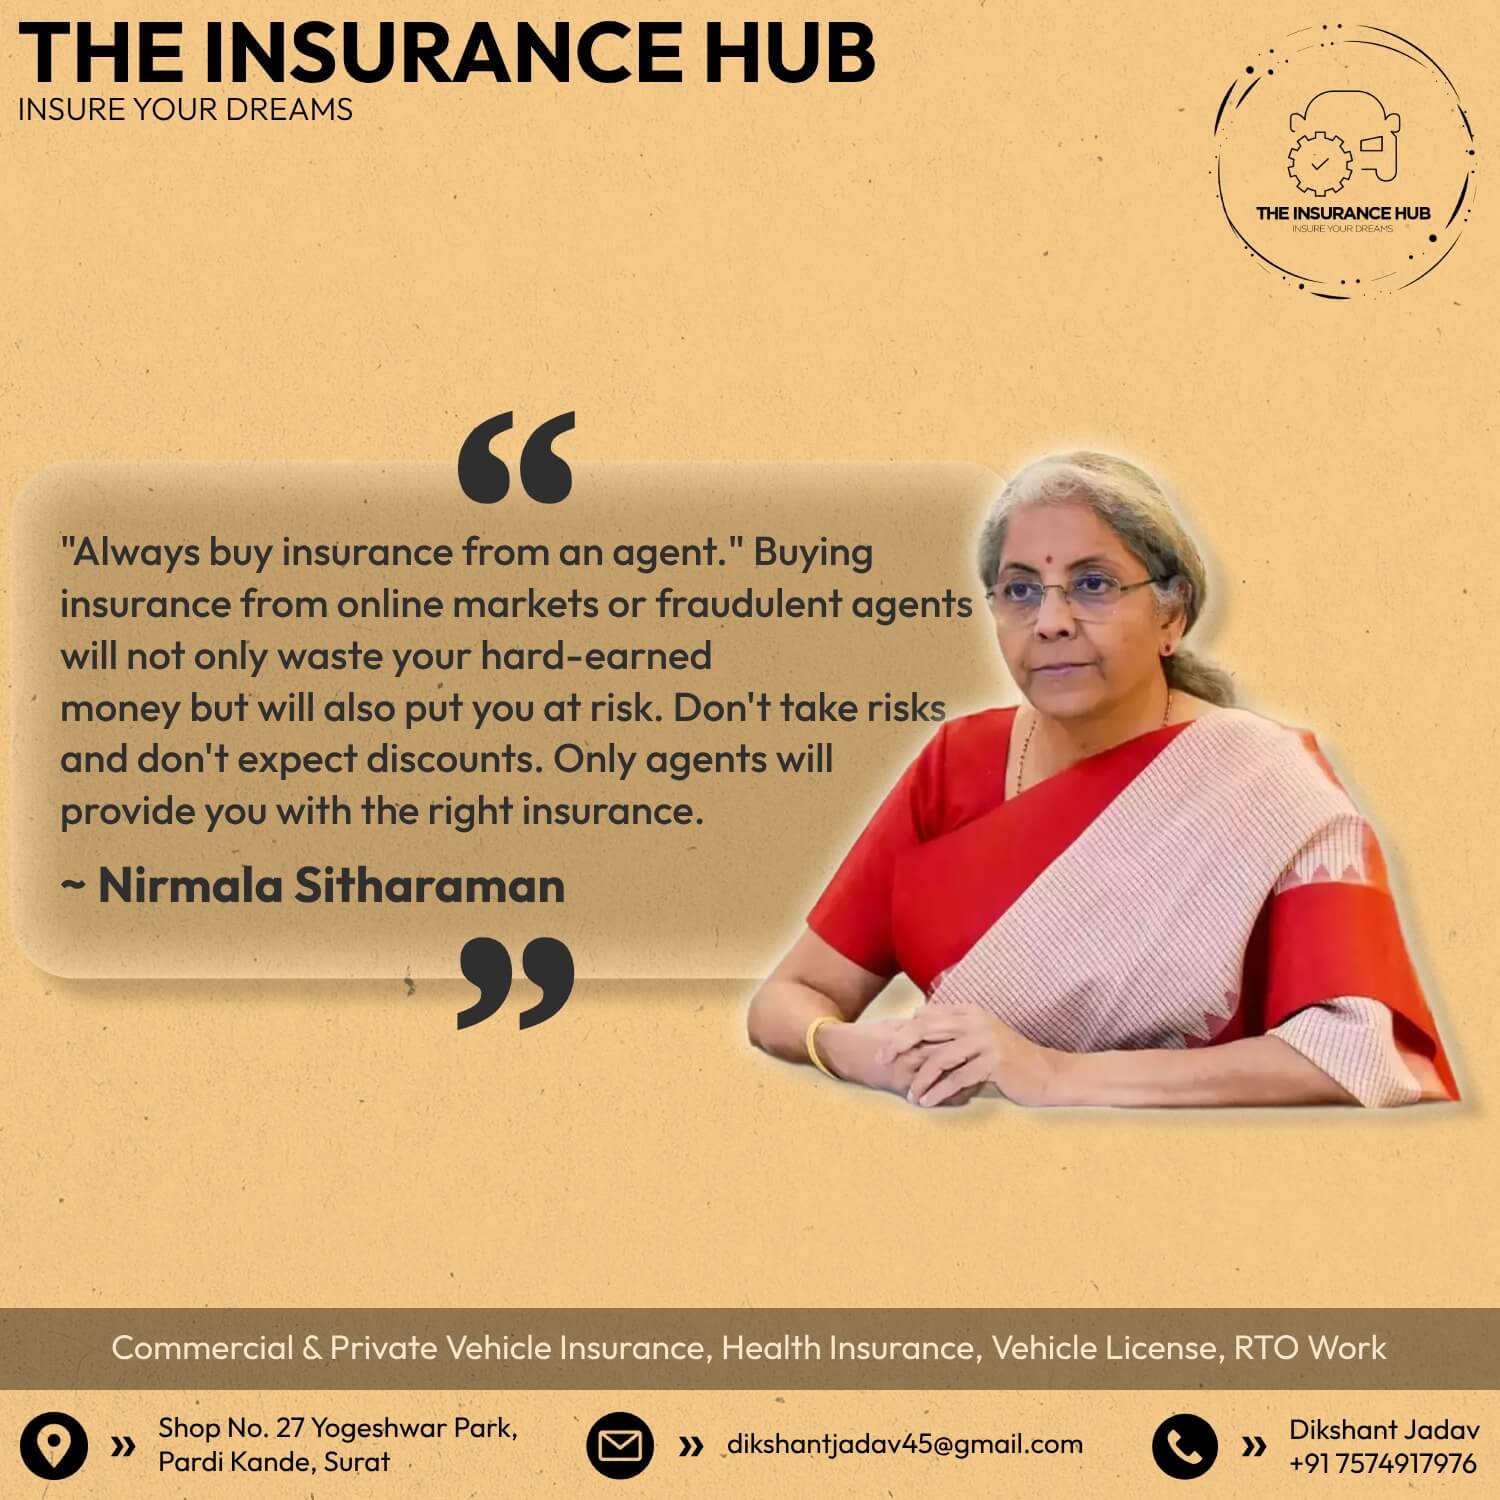 THE INSURANCE HUB
INSURE YOUR DREAMS
THE INSURANCE HUB
INSURE YOUR DREAMS
"Always buy insurance from an agent." Buying
insurance from online markets or fraudulent agents
will not only waste your hard-earned
money but will also put you at risk. Don't take risks
and don't expect discounts. Only agents will
provide you with the right insurance.
~ Nirmala Sitharaman
Commercial & Private Vehicle Insurance, Health Insurance, Vehicle License, RTO Work
Shop No. 27 Yogeshwar Park,
Pardi Kande, Surat
dikshantjadav45@gmail.com
Dikshant Jadav
+91 7574917976